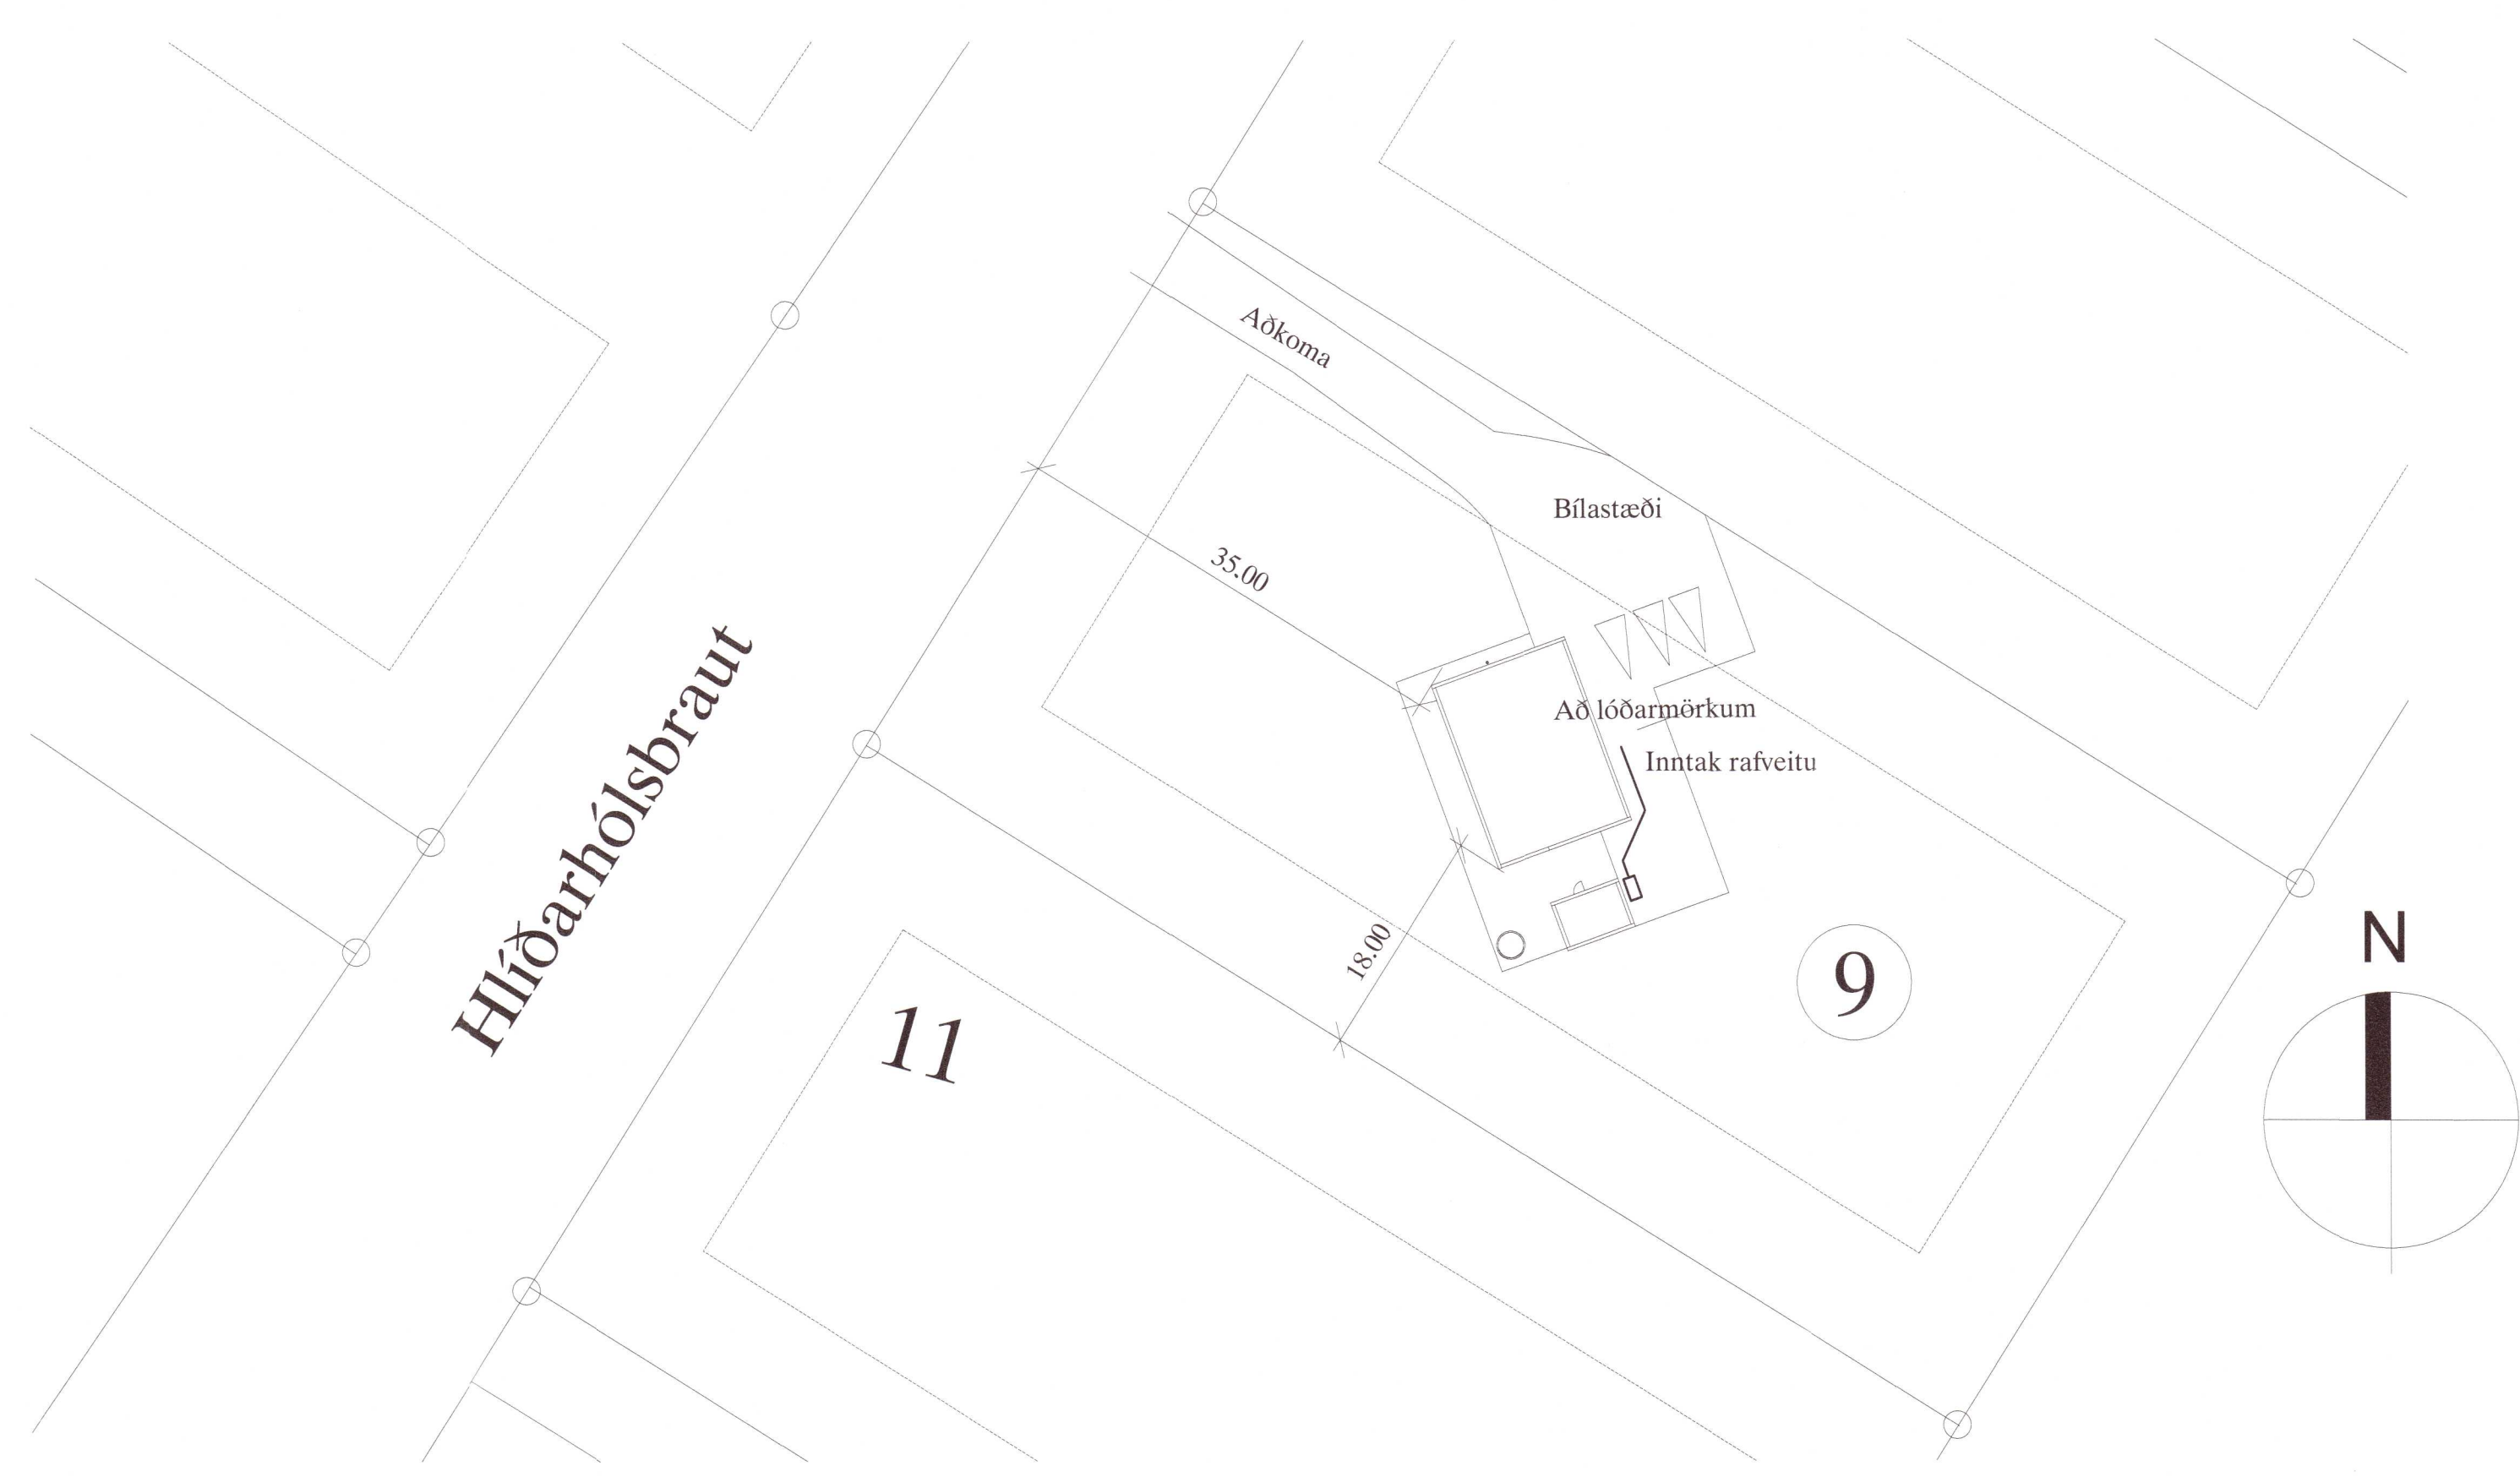 Aðkoma
Bílastæði
35.00
Að lóðarmörkum
Inntak rafveitu
Hlíðarhólsbraut
18.00
9
N
11